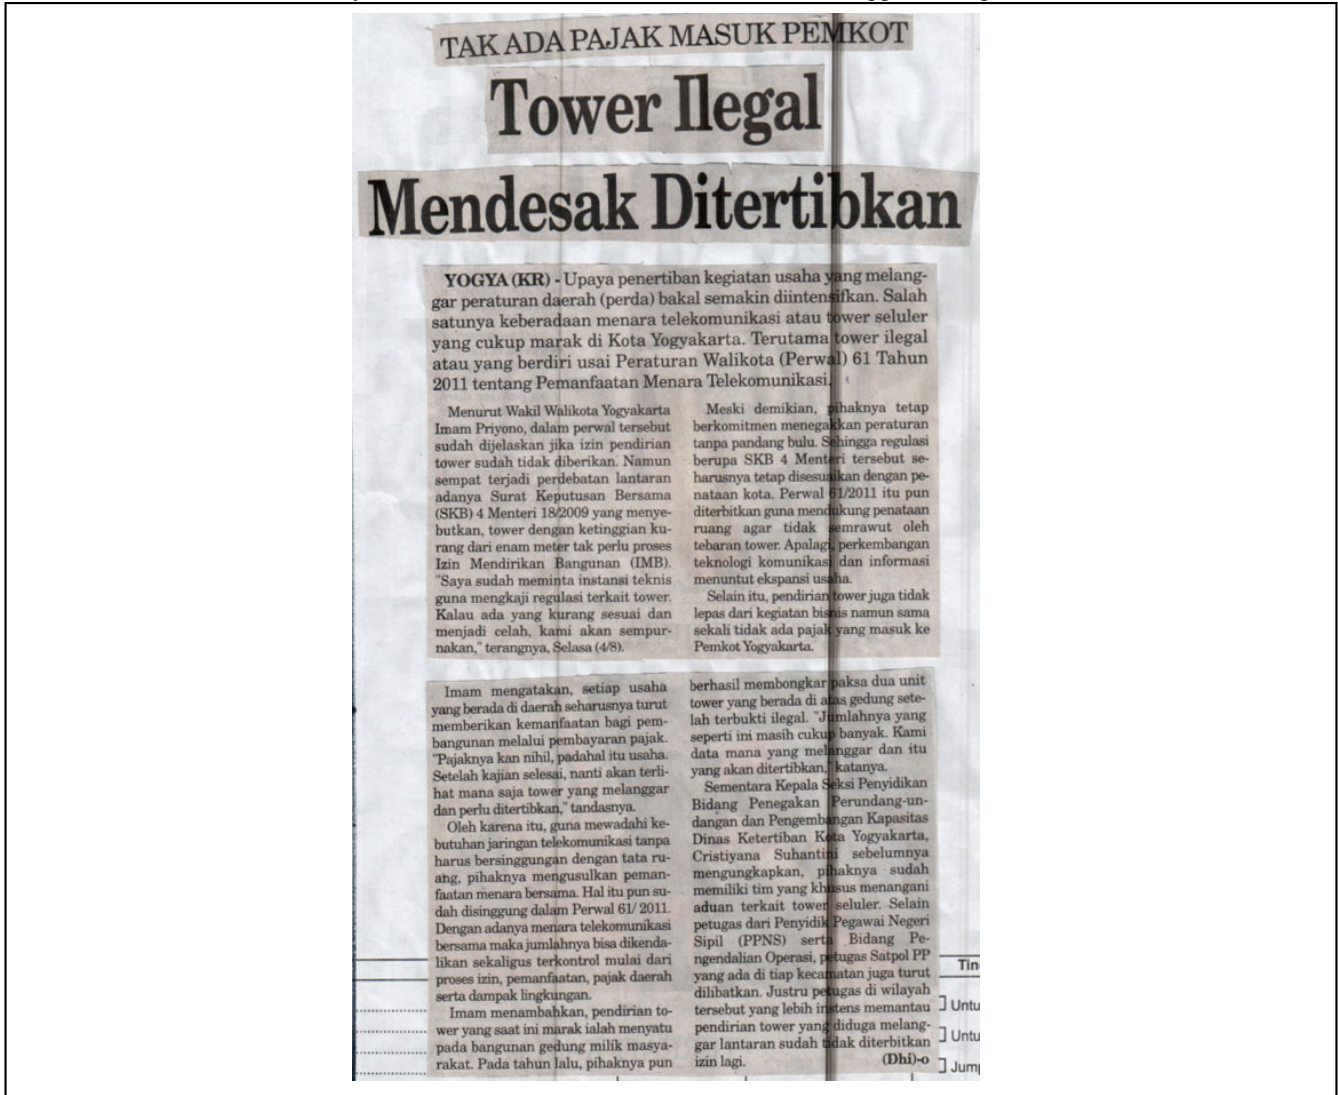 TAK ADA PAJAK MASUK PEMKOT
Tower Ilegal
Mendesak Ditertibkan
YOGYA (KR) - Upaya penertiban kegiatan usaha yang melang-
gar peraturan daerah (perda) bakal semakin diintensifkan. Salah
satunya keberadaan menara telekomunikasi atau tower seluler
yang cukup marak di Kota Yogyakarta. Terutama tower ilegal
atau yang berdiri usai Peraturan Walikota (Perwal) 61 Tahun
2011 tentang Pemanfaatan Menara Telekomunikasi.
Menurut Wakil Walikota Yogyakarta
Imam Priyono, dalam perwal tersebut
sudah dijelaskan jika izin pendirian
tower sudah tidak diberikan. Namun
sempat terjadi perdebatan lantaran
adanya Surat Keputusan Bersama
(SKB) 4 Menteri 18/2009 yang menye-
butkan, tower dengan ketinggian ku-
rang dari enam meter tak perlu proses
Izin Mendirikan Bangunan (IMB).
"Saya sudah meminta instansi teknis
guna mengkaji regulasi terkait tower.
Kalau ada yang kurang sesuai dan
menjadi celah, kami akan sempur-
nakan," terangnya, Selasa (4/8).
Meski demikian, pihaknya tetap
berkomitmen menegakkan peraturan
tanpa pandang bulu. Sehingga regulasi
berupa SKB 4 Menteri tersebut se-
harusnya tetap disesuaikan dengan pe-
nataan kota. Perwal 61/2011 itu pun
diterbitkan guna mendukung penataan
ruang agar tidak semrawut oleh
tebaran tower. Apalagi, perkembangan
teknologi komunikasi dan informasi
menuntut ekspansi usaha.
Selain itu, pendirian tower juga tidak
lepas dari kegiatan bisnis namun sama
sekali tidak ada pajak yang masuk ke
Pemkot Yogyakarta.
Imam mengatakan, setiap usaha
yang berada di daerah seharusnya turut
memberikan kemanfaatan bagi pem-
bangunan melalui pembayaran pajak.
"Pajaknya kan nihil, padahal itu usaha.
Setelah kajian selesai, nanti akan terli-
hat mana saja tower yang melanggar
dan perlu ditertibkan," tandasnya.
Oleh karena itu, guna mewadahi ke-
butuhan jaringan telekomunikasi tanpa
harus bersinggungan dengan tata ru-
ang, pihaknya mengusulkan peman-
faatan menara bersama. Hal itu pun su-
dah disinggung dalam Perwal 61/ 2011.
Dengan adanya menara telekomunikasi
bersama maka jumlahnya bisa dikenda-
likan sekaligus terkontrol mulai dari
proses izin, pemanfaatan, pajak daerah
serta dampak lingkungan.
Imam menambahkan, pendirian to-
wer yang saat ini marak ialah menyatu
pada bangunan gedung milik masya-
rakat. Pada tahun lalu, pihaknya pun
berhasil membongkar paksa dua unit
tower yang berada di atas gedung sete-
lah terbukti ilegal. "Jumlahnya yang
seperti ini masih cukup banyak. Kami
data mana yang melanggar dan itu
yang akan ditertibkan," katanya.
Sementara Kepala Seksi Penyidikan
Bidang Penegakan Perundang-un-
dangan dan Pengembangan Kapasitas
Dinas Ketertiban Kota Yogyakarta,
Cristiyana Suhantini sebelumnya
mengungkapkan, pihaknya sudah
memiliki tim yang khusus menangani
aduan terkait tower seluler. Selain
petugas dari Penyidik Pegawai Negeri
Sipil (PPNS) serta Bidang Pe-
ngendalian Operasi, petugas Satpol PP
yang ada di tiap kecamatan juga turut
dilibatkan. Justru petugas di wilayah
tersebut yang lebih intens memantau
pendirian tower yang diduga melang-
gar lantaran sudah tidak diterbitkan
izin lagi. (Dhi)-o
Tin
Untu
Untu
Jum